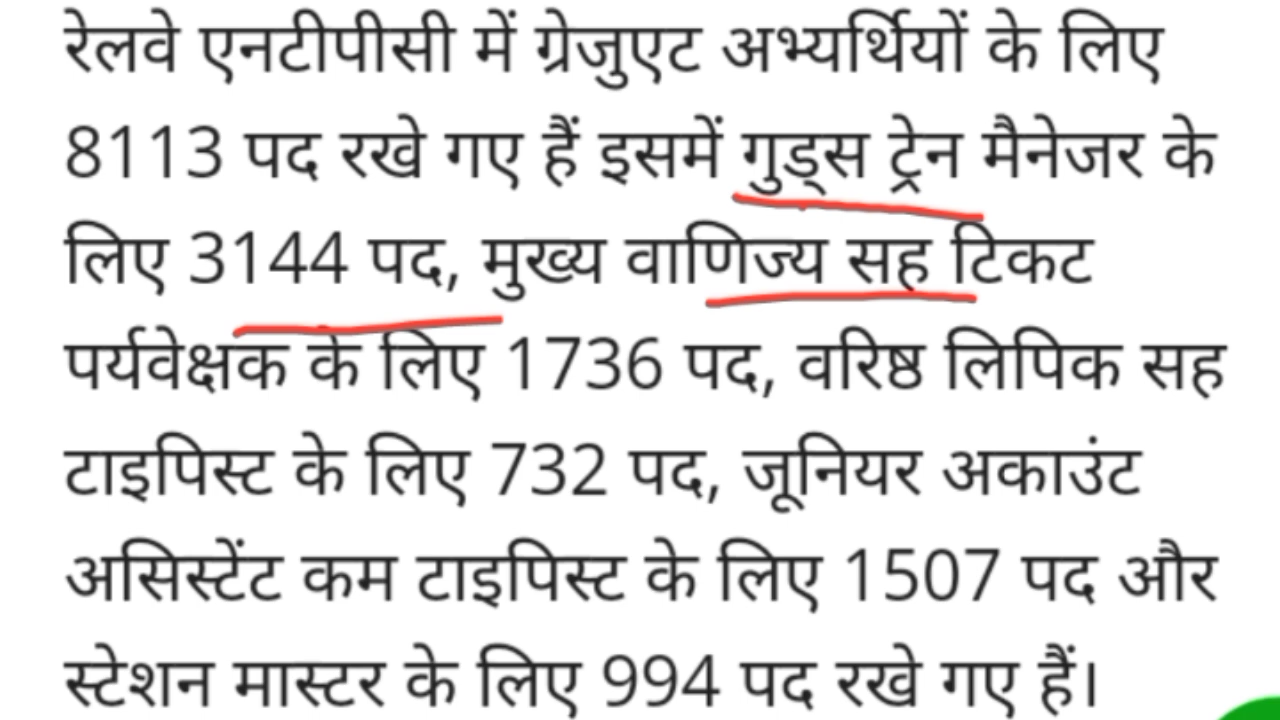 रेलवे एनटीपीसी में ग्रेजुएट अभ्यर्थियों के लिए
8113 पद रखे गए हैं इसमें गुड्स ट्रेन मैनेजर के
लिए 3144 पद, मुख्य वाणिज्य सह टिकट
पर्यवेक्षक के लिए 1736 पद, वरिष्ठ लिपिक सह
टाइपिस्ट के लिए 732 पद, जूनियर अकाउंट
असिस्टेंट कम टाइपिस्ट के लिए 1507 पद और
स्टेशन मास्टर के लिए 994 पद रखे गए हैं।